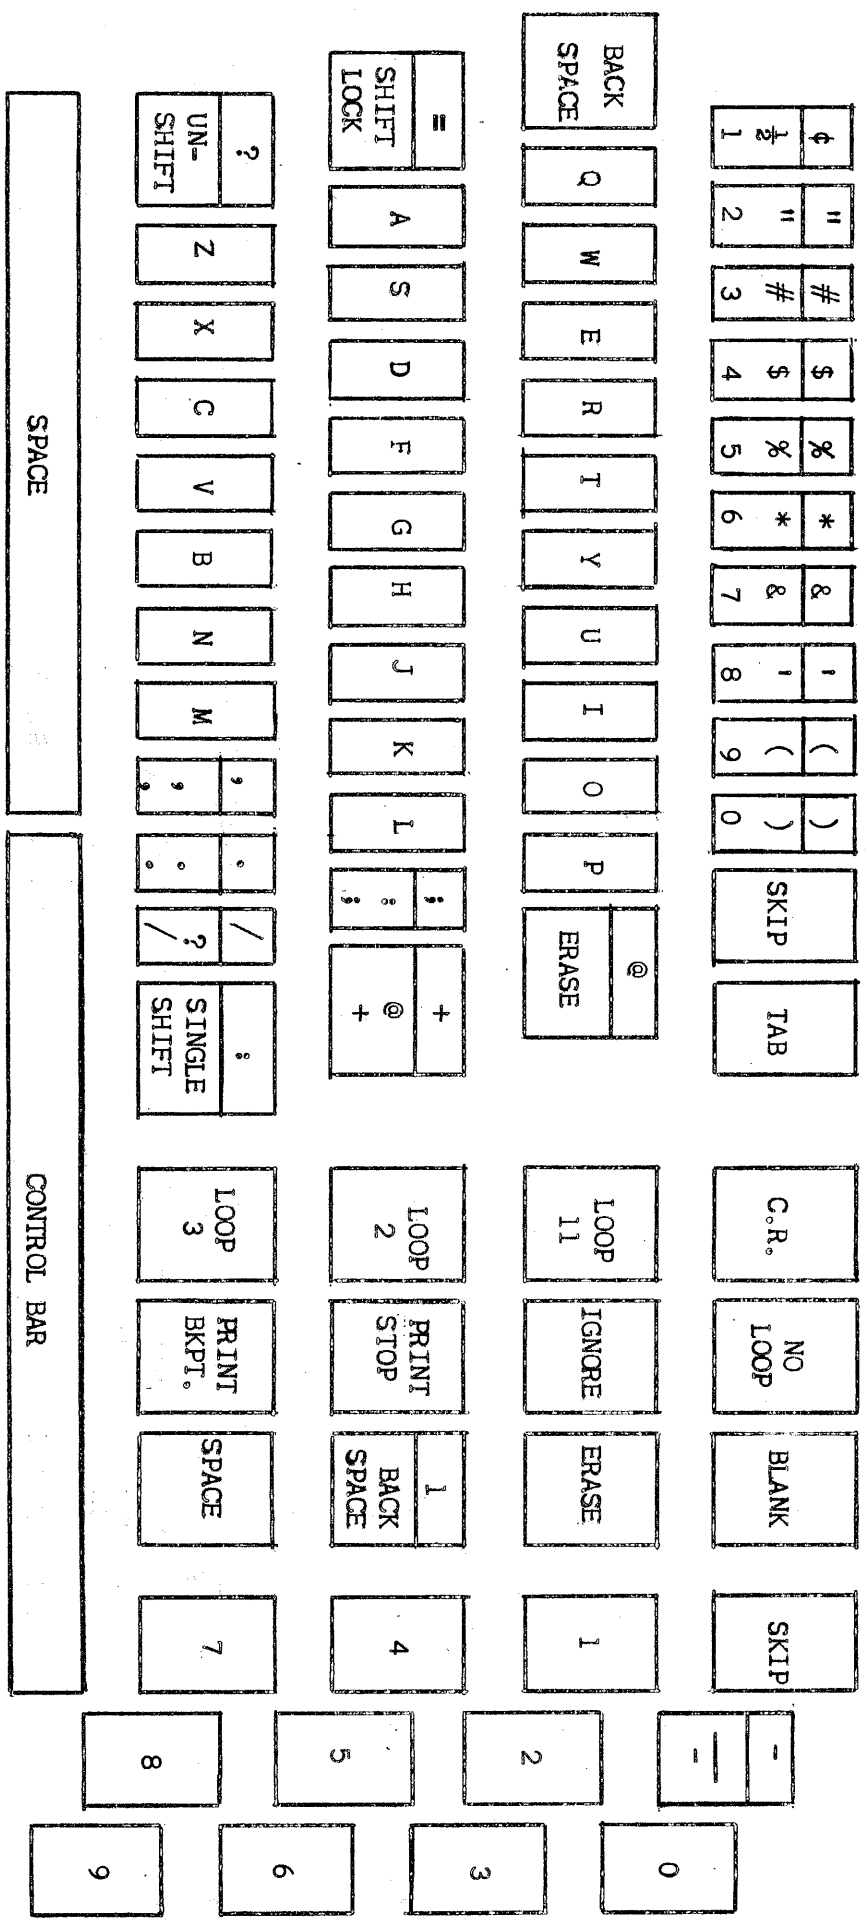 ¢ " # $ % * & ' ( )
½ " # $ % * & ' ( ) SKIP TAB C.R. NO LOOP BLANK SKIP
1 2 3 4 5 6 7 8 9 0
-
— -
0
BACK SPACE Q W E R T Y U I O P @ ERASE LOOP 11 IGNORE ERASE 1
2
3
= ; + 1
SHIFT LOCK A S D F G H J K L : ; @ + LOOP 2 PRINT STOP BACK SPACE 4
5
6
? , . / :
UN-SHIFT Z X C V B N M , , . . ? / SINGLE SHIFT LOOP 3 PRINT BKPT. SPACE 7
8
9
SPACE CONTROL BAR